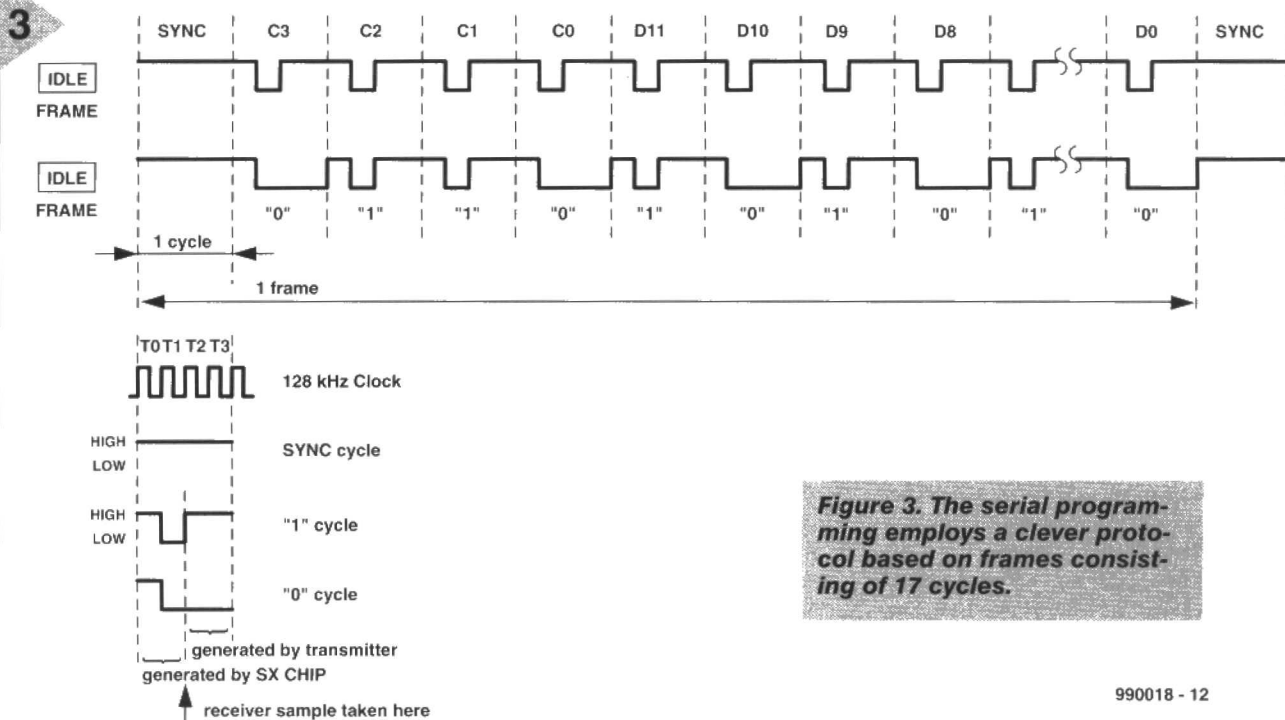 3
SYNC C3 C2 C1 C0 D11 D10 D9 D8 D0 SYNC
IDLE
FRAME
IDLE
FRAME
"0" "1" "1" "0" "1" "0" "1" "0" "1" "0"
1 cycle
1 frame
T0 T1 T2 T3
128 kHz Clock
HIGH
LOW
SYNC cycle
HIGH
LOW
"1" cycle
"0" cycle
generated by transmitter
generated by SX CHIP
receiver sample taken here
Figure 3. The serial program-
ming employs a clever proto-
col based on frames consist-
ing of 17 cycles.
990018 - 12